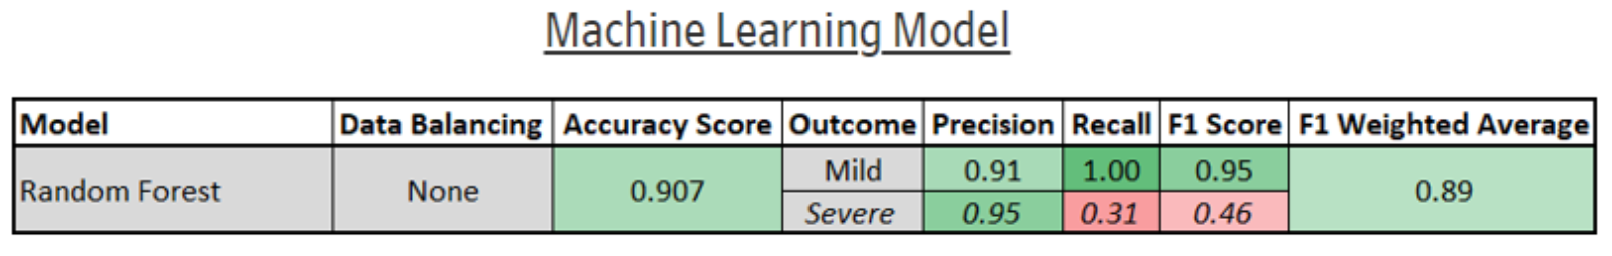 Machine Learning Model
Model Data Balancing Accuracy Score Outcome Precision Recall F1 Score F1 Weighted Average
Random Forest None 0.907 Mild 0.91 1.00 0.95 0.89
Severe 0.95 0.31 0.46